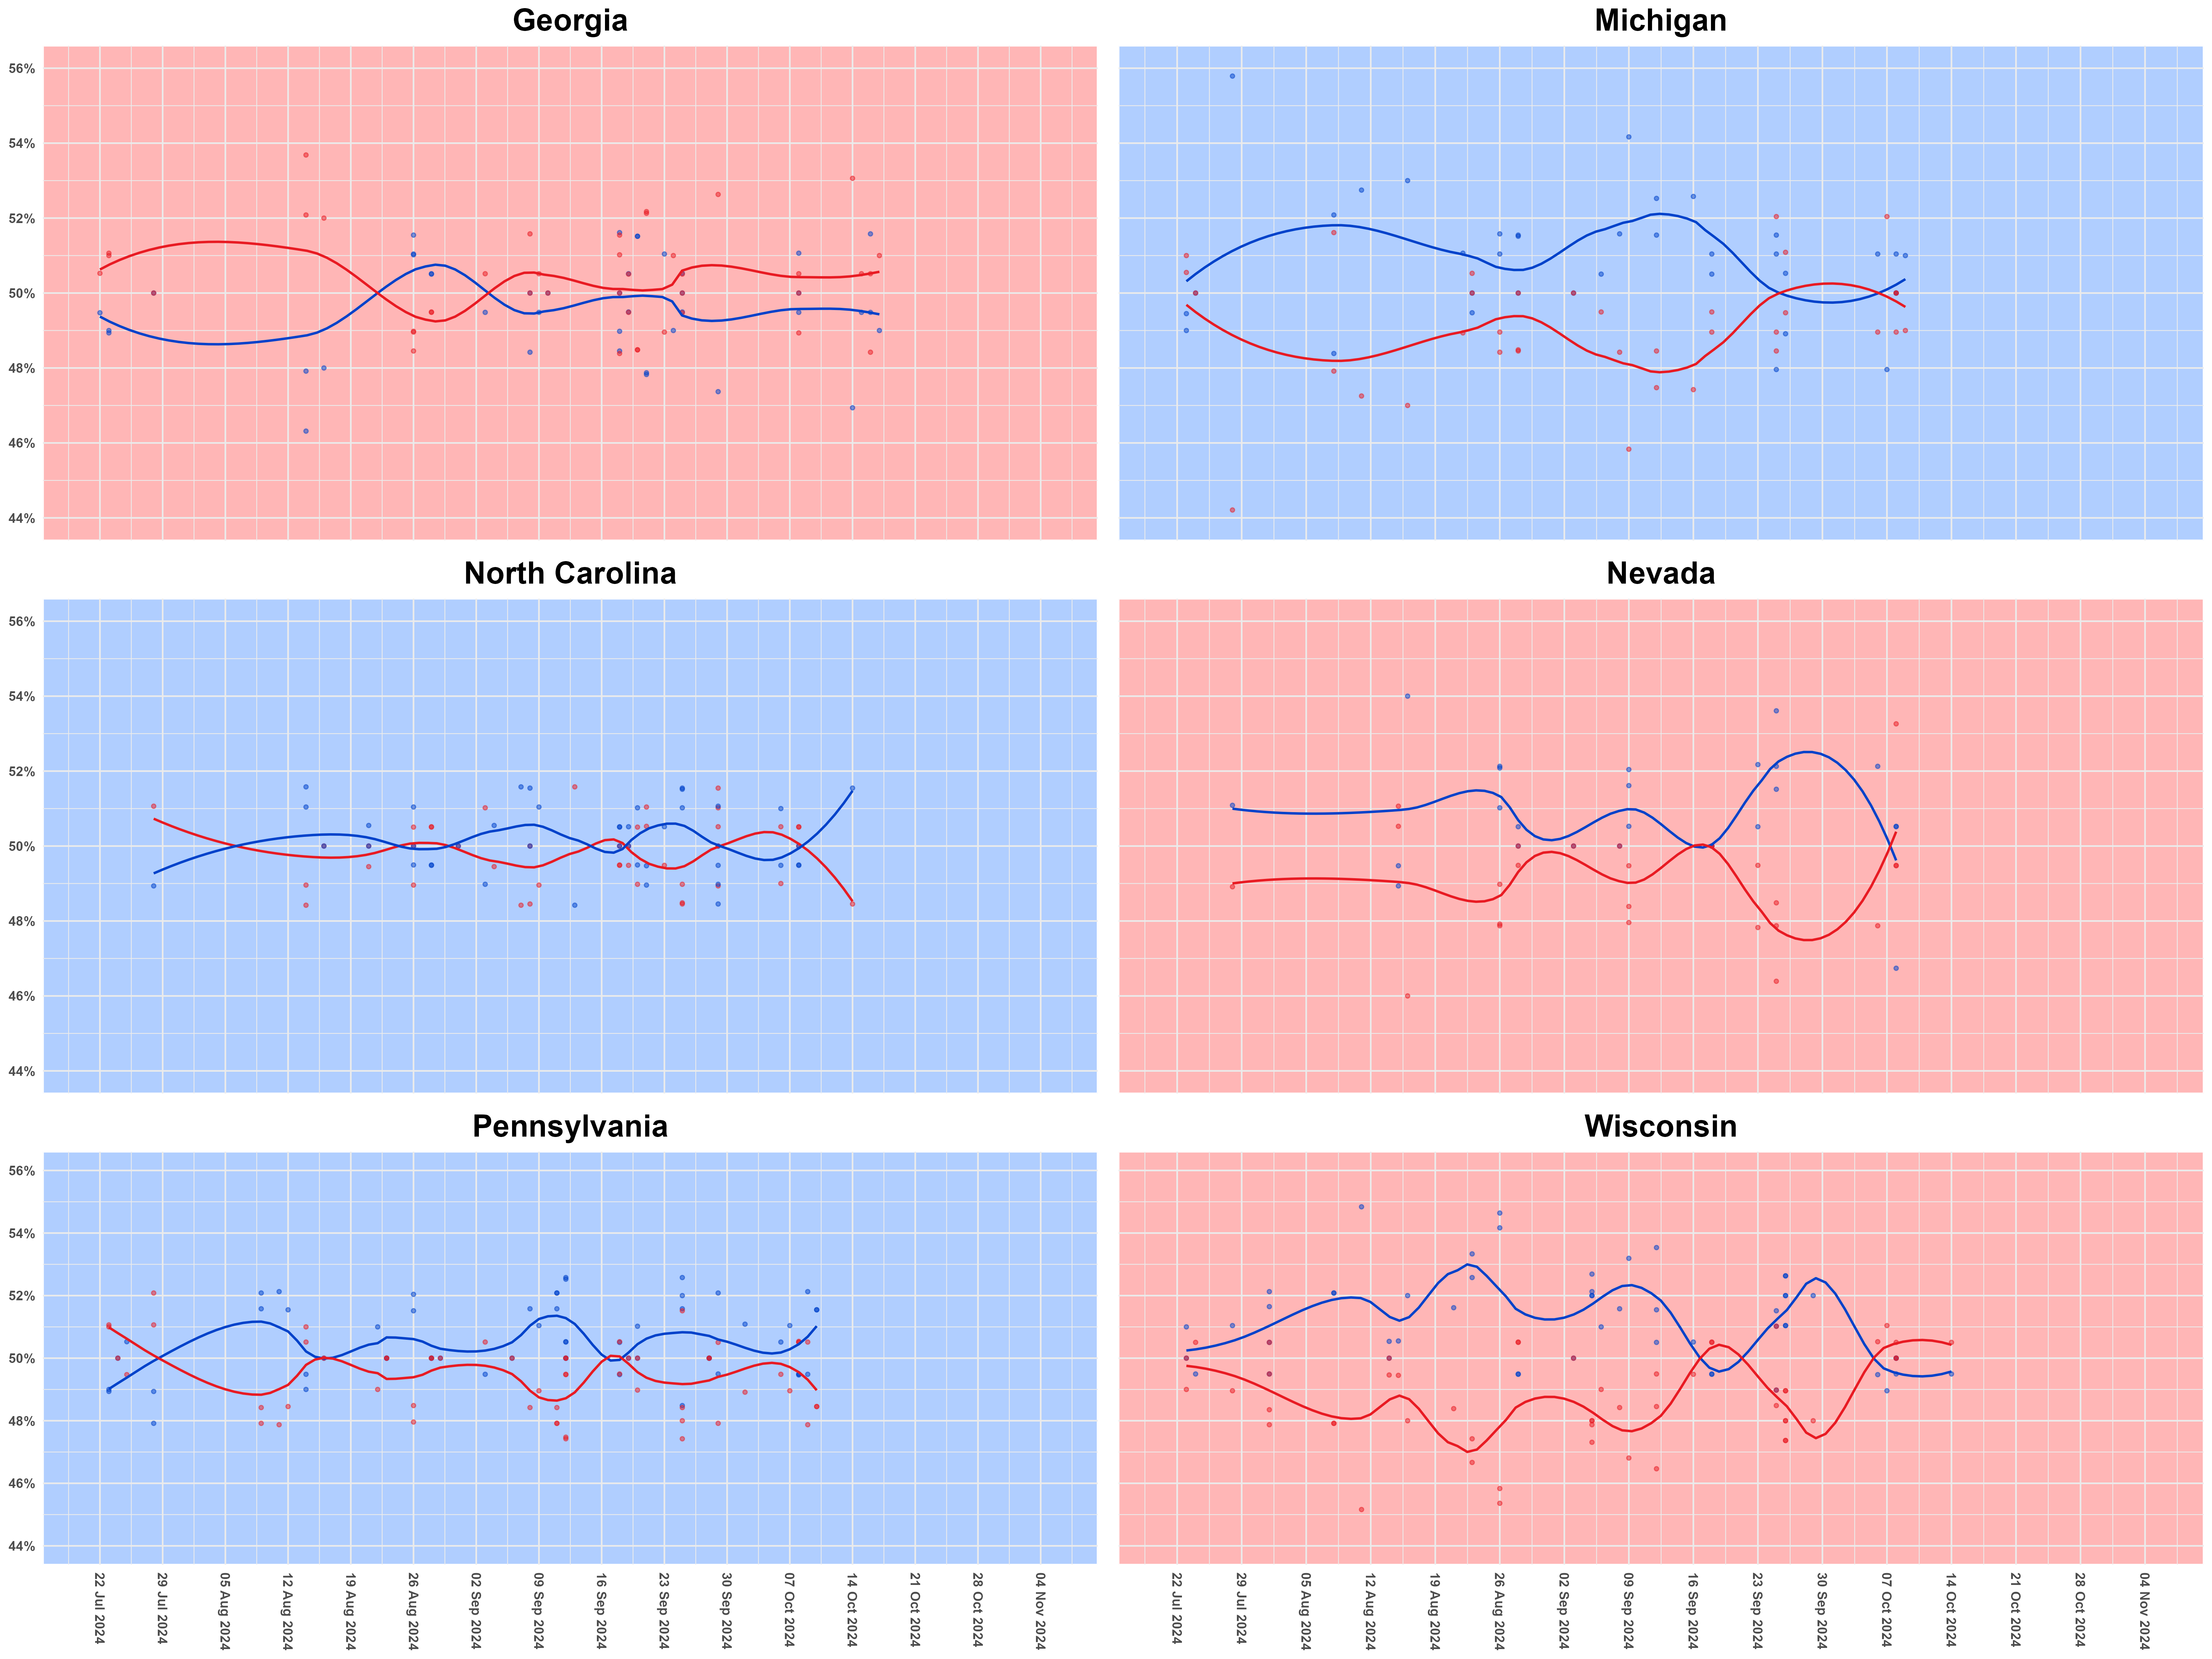 Georgia
Michigan
56%
54%
52%
50%
48%
46%
44%
North Carolina
Nevada
56%
54%
52%
50%
48%
46%
44%
Pennsylvania
Wisconsin
56%
54%
52%
50%
48%
46%
44%
22 Jul 2024
29 Jul 2024
05 Aug 2024
12 Aug 2024
19 Aug 2024
26 Aug 2024
02 Sep 2024
09 Sep 2024
16 Sep 2024
23 Sep 2024
30 Sep 2024
07 Oct 2024
14 Oct 2024
21 Oct 2024
28 Oct 2024
04 Nov 2024
22 Jul 2024
29 Jul 2024
05 Aug 2024
12 Aug 2024
19 Aug 2024
26 Aug 2024
02 Sep 2024
09 Sep 2024
16 Sep 2024
23 Sep 2024
30 Sep 2024
07 Oct 2024
14 Oct 2024
21 Oct 2024
28 Oct 2024
04 Nov 2024